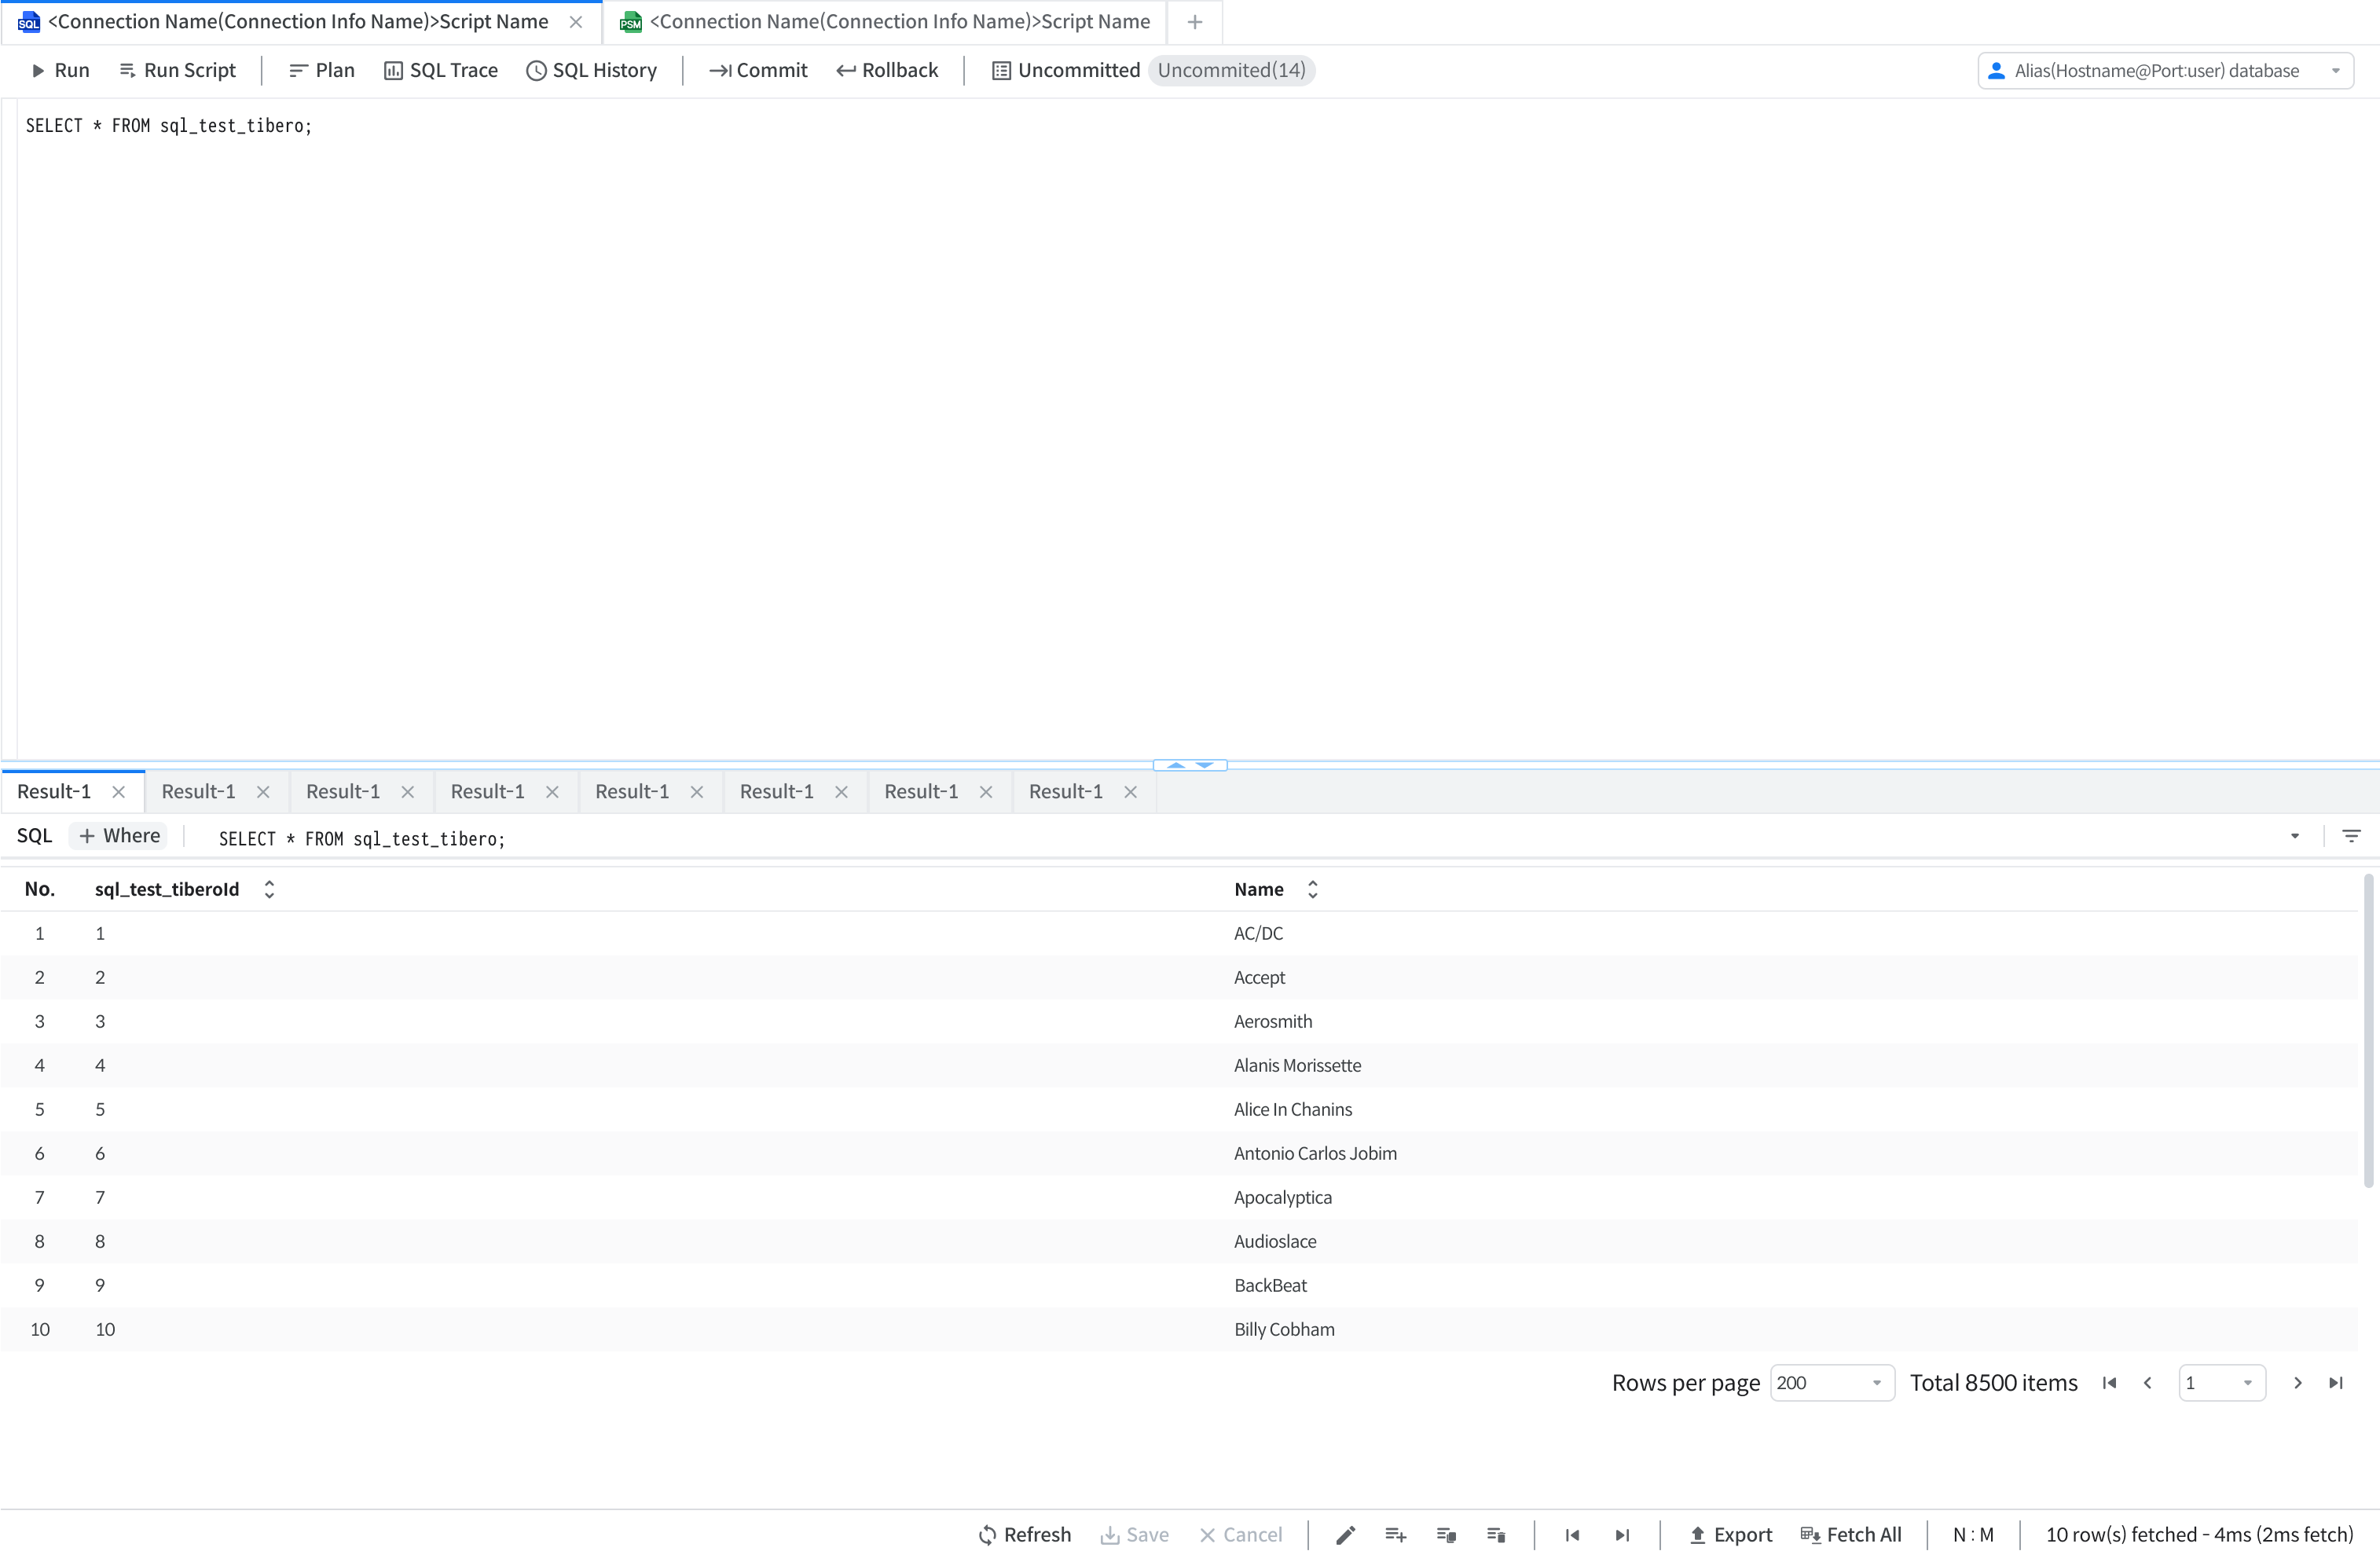 SQL <Connection Name(Connection Info Name)>Script Name PSM <Connection Name(Connection Info Name)>Script Name
Run Run Script Plan SQL Trace SQL History Commit Rollback Uncommitted Uncommited(14) Alias(Hostname@Port:user) database
SELECT * FROM sql_test_tibero;
Result-1 Result-1 Result-1 Result-1 Result-1 Result-1 Result-1 Result-1
SQL + Where SELECT * FROM sql_test_tibero;
No. sql_test_tiberoId Name
1 1 AC/DC
2 2 Accept
3 3 Aerosmith
4 4 Alanis Morissette
5 5 Alice In Chanins
6 6 Antonio Carlos Jobim
7 7 Apocalyptica
8 8 Audioslace
9 9 BackBeat
10 10 Billy Cobham
Rows per page 200 Total 8500 items 1
Refresh Save Cancel Export Fetch All N : M 10 row(s) fetched - 4ms (2ms fetch)